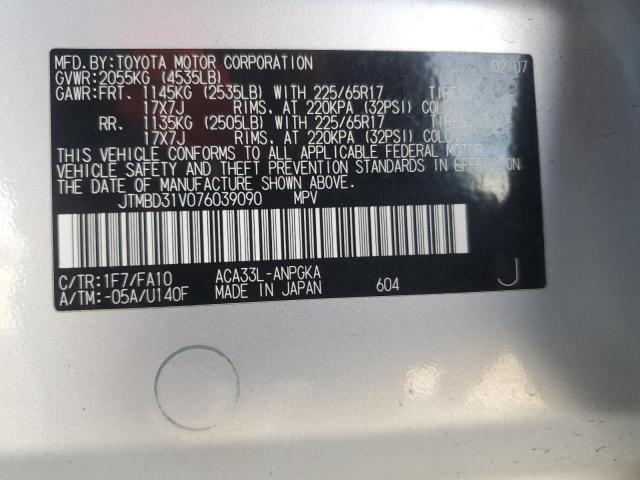 MFD.BY:TOYOTA MOTOR CORPORATION 02/07
GVWR:2055KG (4535LB)
GAWR:FRT. 1145KG (2535LB) WITH 225/65R17 TIRES,
17X7J RIMS, AT 220KPA (32PSI) COLD
RR. 1135KG (2505LB) WITH 225/65R17 TIRES,
17X7J RIMS, AT 220KPA (32PSI) COLD
THIS VEHICLE CONFORMS TO ALL APPLICABLE FEDERAL MOTOR
VEHICLE SAFETY AND THEFT PREVENTION STANDARDS IN EFFECT
ON THE DATE OF MANUFACTURE SHOWN ABOVE.
JTMBD31V076039090 MPV
C/TR:1F7/FA10 ACA33L-ANPGKA
A/TM:-05A/U140F MADE IN JAPAN 604 J